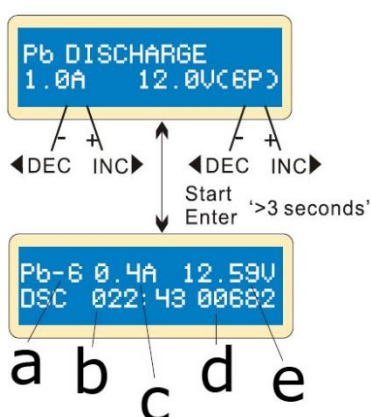 Pb DISCHARGE
1.0A 12.0V(6P)
- + - +
◀DEC INC▶ ◀DEC INC▶
Start
Enter '>3 seconds'
Pb-6 0.4A 12.59V
DSC 022:43 00682
a b c d e